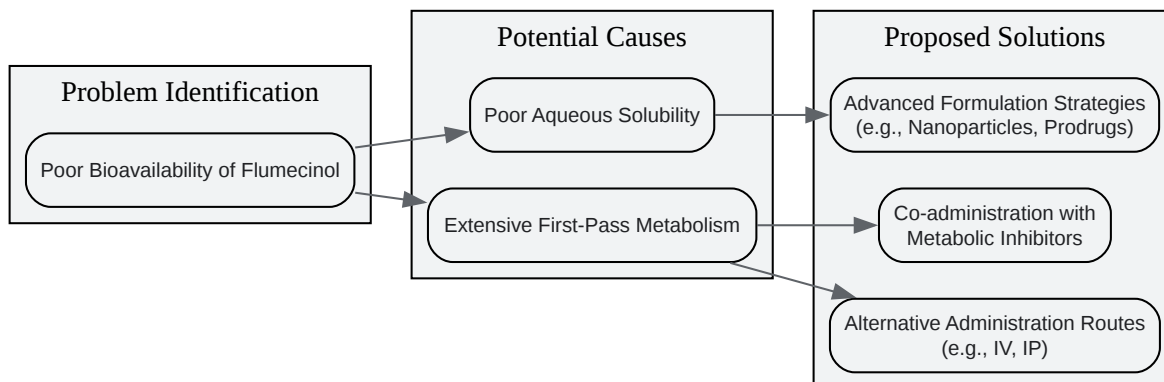 Problem Identification
Poor Bioavailability of Flumecinol
Potential Causes
Poor Aqueous Solubility
Extensive First-Pass Metabolism
Proposed Solutions
Advanced Formulation Strategies
(e.g., Nanoparticles, Prodrugs)
Co-administration with
Metabolic Inhibitors
Alternative Administration Routes
(e.g., IV, IP)